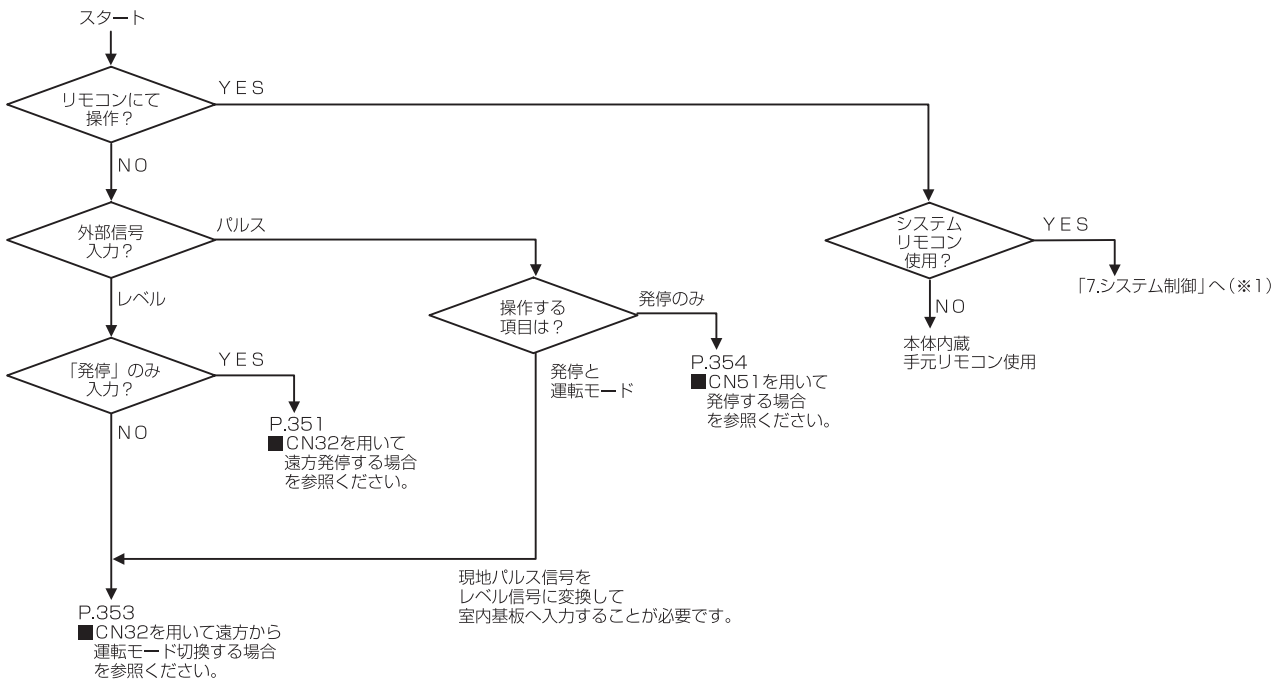 スタート
リモコンにて
操作？
YES
NO
外部信号
入力？
パルス
レベル
システム
リモコン
使用？
YES
「7.システム制御」へ（※1）
NO
本体内蔵
手元リモコン使用
操作する
項目は？
発停のみ
P.354
■CN51を用いて
発停する場合
を参照ください。
発停と
運転モード
「発停」のみ
入力？
YES
P.351
■CN32を用いて
遠方発停する場合
を参照ください。
NO
現地パルス信号を
レベル信号に変換して
室内基板へ入力することが必要です。
P.353
■CN32を用いて遠方から
運転モード切換する場合
を参照ください。